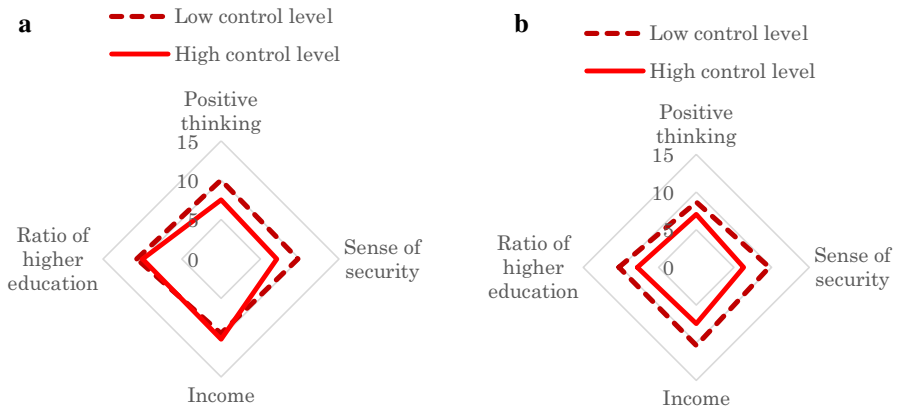 a
Low control level
High control level
Positive
thinking
15
10
5
0
Ratio of
higher
education
Sense of
security
Income
b
Low control level
High control level
Positive
thinking
15
10
5
0
Ratio of
higher
education
Sense of
security
Income